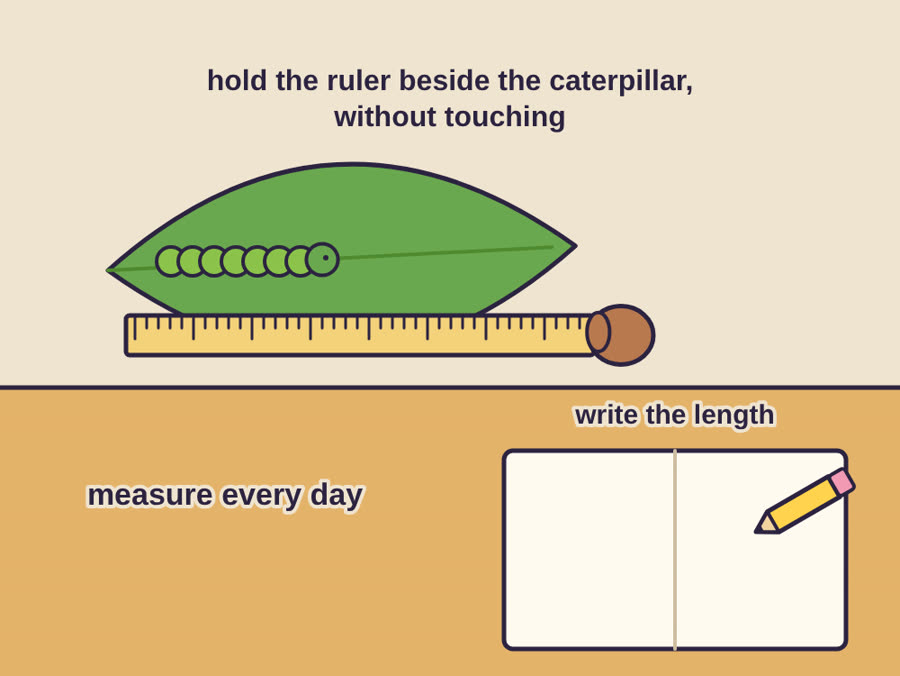 hold the ruler beside the caterpillar,
without touching
write the length
measure every day